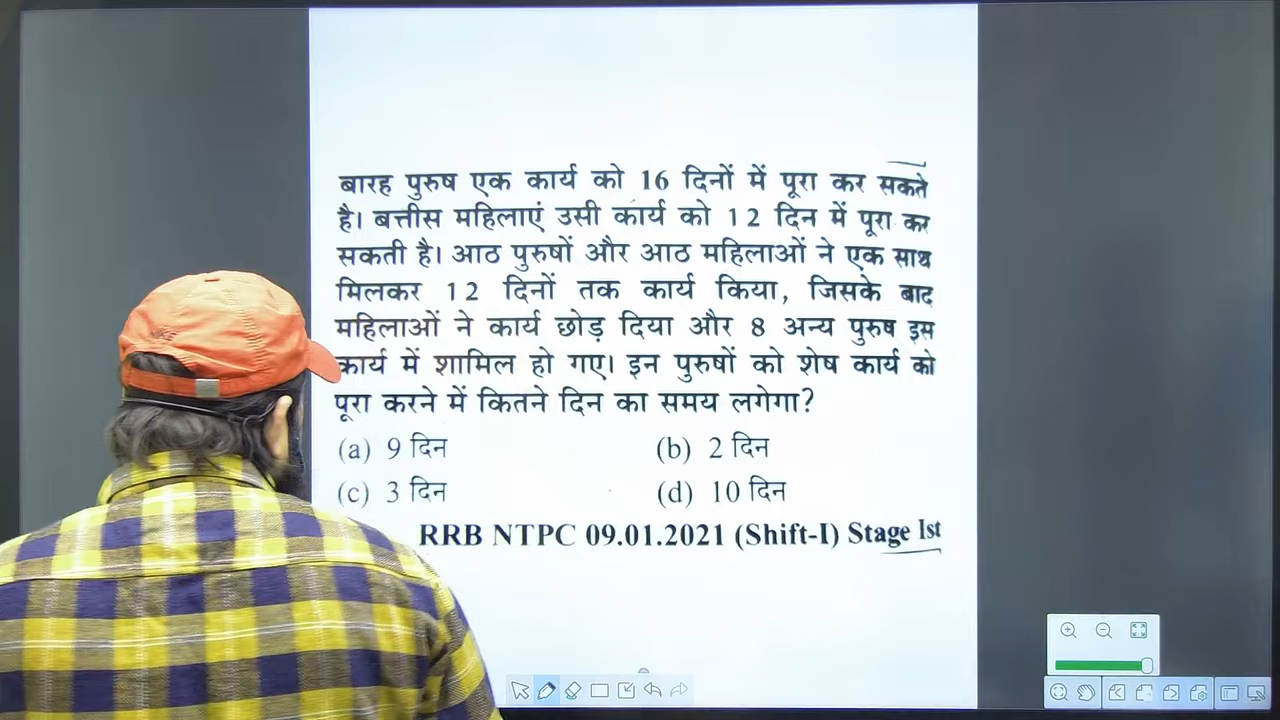 बारह पुरुष एक कार्य को 16 दिनों में पूरा कर सकते
है। बत्तीस महिलाएं उसी कार्य को 12 दिन में पूरा कर
सकती है। आठ पुरुषों और आठ महिलाओं ने एक साथ
मिलकर 12 दिनों तक कार्य किया, जिसके बाद
महिलाओं ने कार्य छोड़ दिया और 8 अन्य पुरुष इस
कार्य में शामिल हो गए। इन पुरुषों को शेष कार्य को
पूरा करने में कितने दिन का समय लगेगा?
(a) 9 दिन (b) 2 दिन
(c) 3 दिन (d) 10 दिन
RRB NTPC 09.01.2021 (Shift-I) Stage Ist